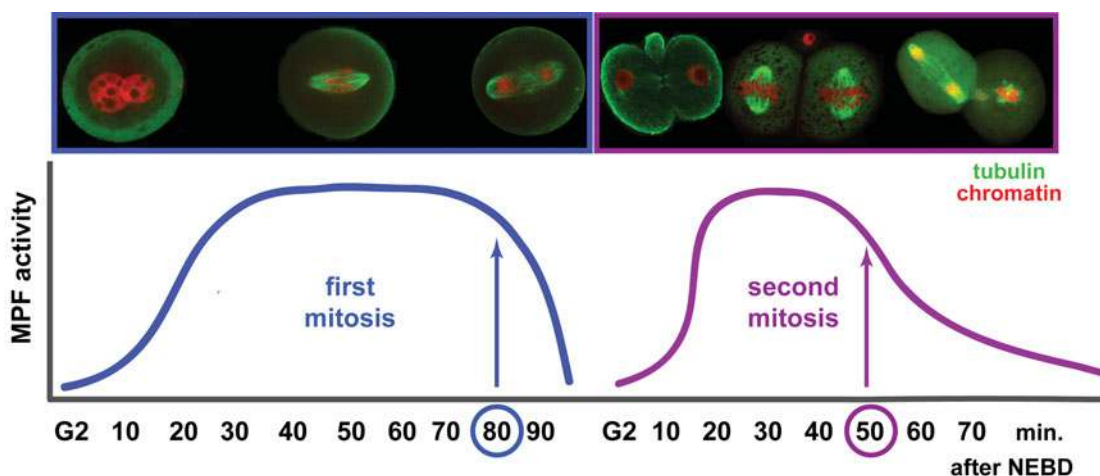 tubulin
chromatin
MPF activity
first
mitosis
second
mitosis
G2 10 20 30 40 50 60 70 80 90 G2 10 20 30 40 50 60 70 min.
after NEBD